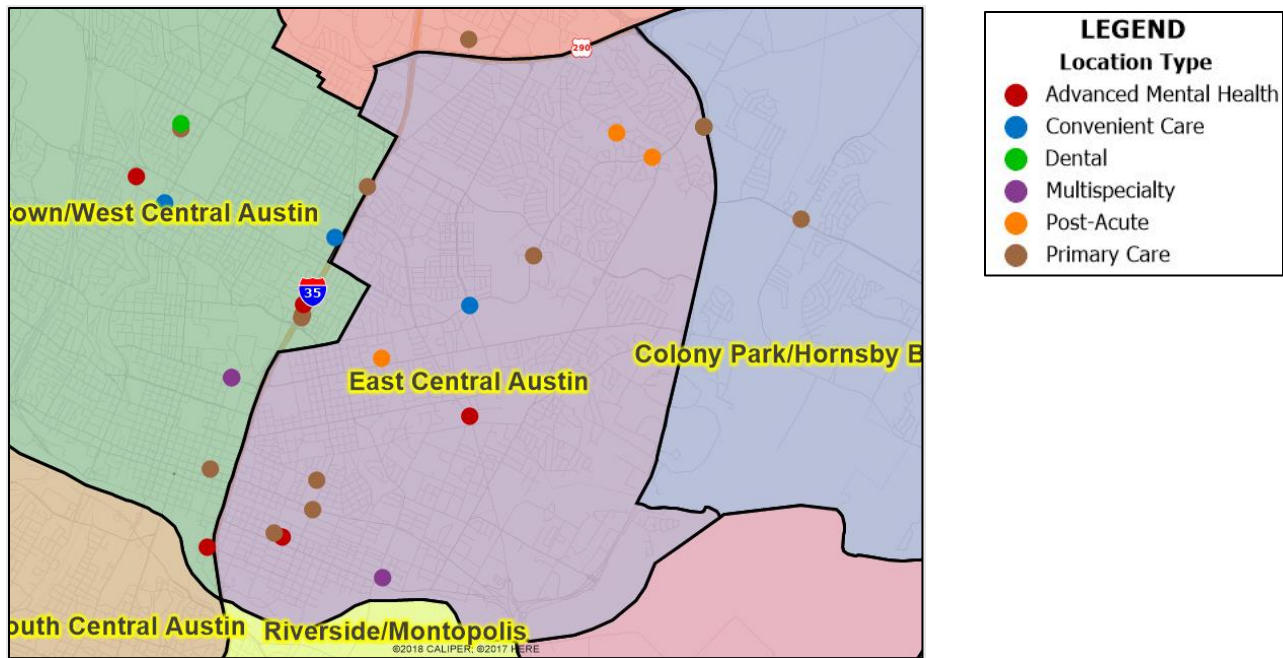 290
town/West Central Austin
35
Colony Park/Hornsby B
East Central Austin
outh Central Austin
Riverside/Montopolis
©2018 CALIPER; ©2017 HERE
LEGEND
Location Type
Advanced Mental Health
Convenient Care
Dental
Multispecialty
Post-Acute
Primary Care